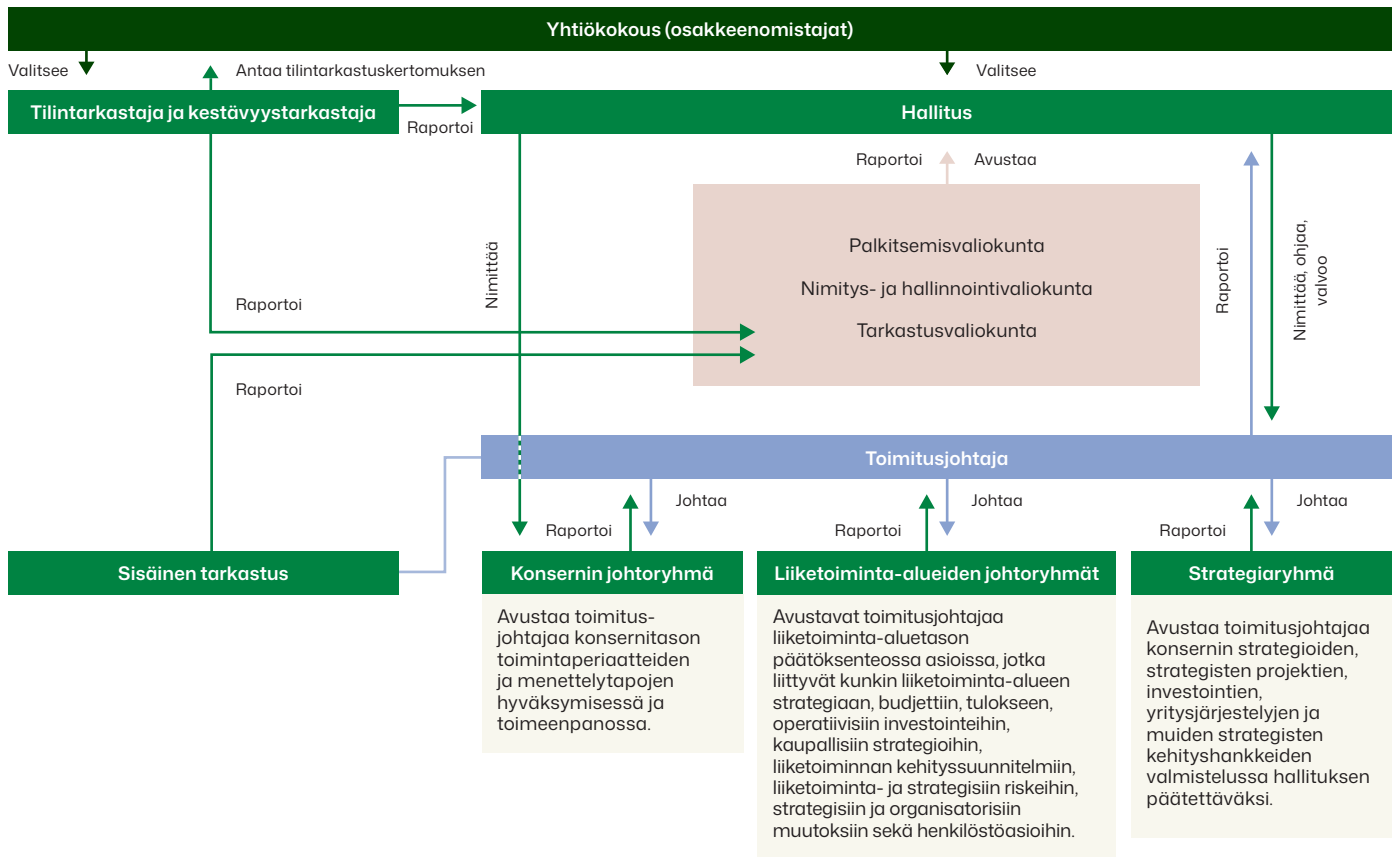 Yhtiökokous (osakkeenomistajat)
Valitsee
Antaa tilintarkastuskertomuksen
Valitsee
Tilintarkastaja ja kestävyystarkastaja
Raportoi
Hallitus
Raportoi
Avustaa
Palkitsemisvaliokunta
Nimitys- ja hallinnointivaliokunta
Tarkastusvaliokunta
Nimittää
Raportoi
Nimittää, ohjaa,
valvoo
Raportoi
Raportoi
Toimitusjohtaja
Raportoi
Johtaa
Raportoi
Johtaa
Raportoi
Johtaa
Sisäinen tarkastus
Konsernin johtoryhmä
Avustaa toimitus-
johtajaa konsernitason
toimintaperiaatteiden
ja menettelytapojen
hyväksymisessä ja
toimeenpanossa.
Liiketoiminta-alueiden johtoryhmät
Avustavat toimitusjohtajaa
liiketoiminta-aluetason
päätöksenteossa asioissa, jotka
liittyvät kunkin liiketoiminta-alueen
strategiaan, budjettiin, tulokseen,
operatiivisiin investointeihin,
kaupallisiin strategioihin,
liiketoiminnan kehityssuunnitelmiin,
liiketoiminta- ja strategisiin riskeihin,
strategisiin ja organisatorisiin
muutoksiin sekä henkilöstöasioihin.
Strategiaryhmä
Avustaa toimitusjohtajaa
konsernin strategioiden,
strategisten projektien,
investointien,
yritysjärjestelyjen ja
muiden strategisten
kehityshankkeiden
valmistelussa hallituksen
päätettäväksi.